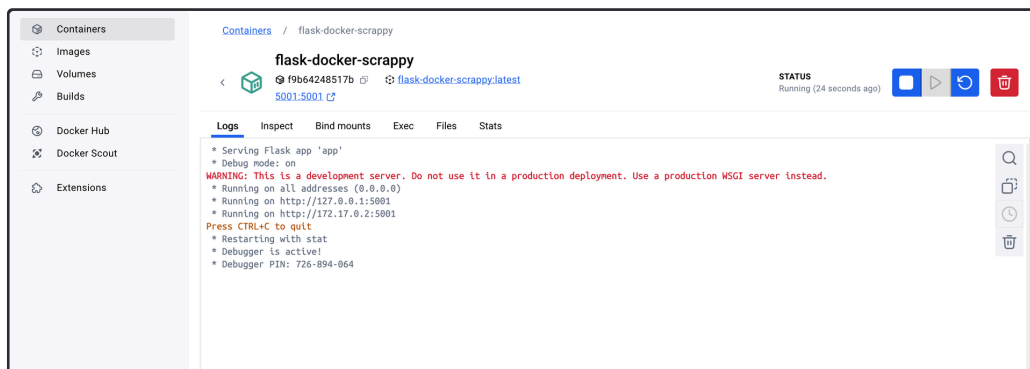 Containers
Images
Volumes
Builds
Docker Hub
Docker Scout
Extensions
Containers / flask-docker-scrappy
flask-docker-scrappy
f9b64248517b flask-docker-scrappy:latest
5001:5001
STATUS
Running (24 seconds ago)
Logs Inspect Bind mounts Exec Files Stats
* Serving Flask app 'app'
* Debug mode: on
WARNING: This is a development server. Do not use it in a production deployment. Use a production WSGI server instead.
* Running on all addresses (0.0.0.0)
* Running on http://127.0.0.1:5001
* Running on http://172.17.0.2:5001
Press CTRL+C to quit
* Restarting with stat
* Debugger is active!
* Debugger PIN: 726-894-064